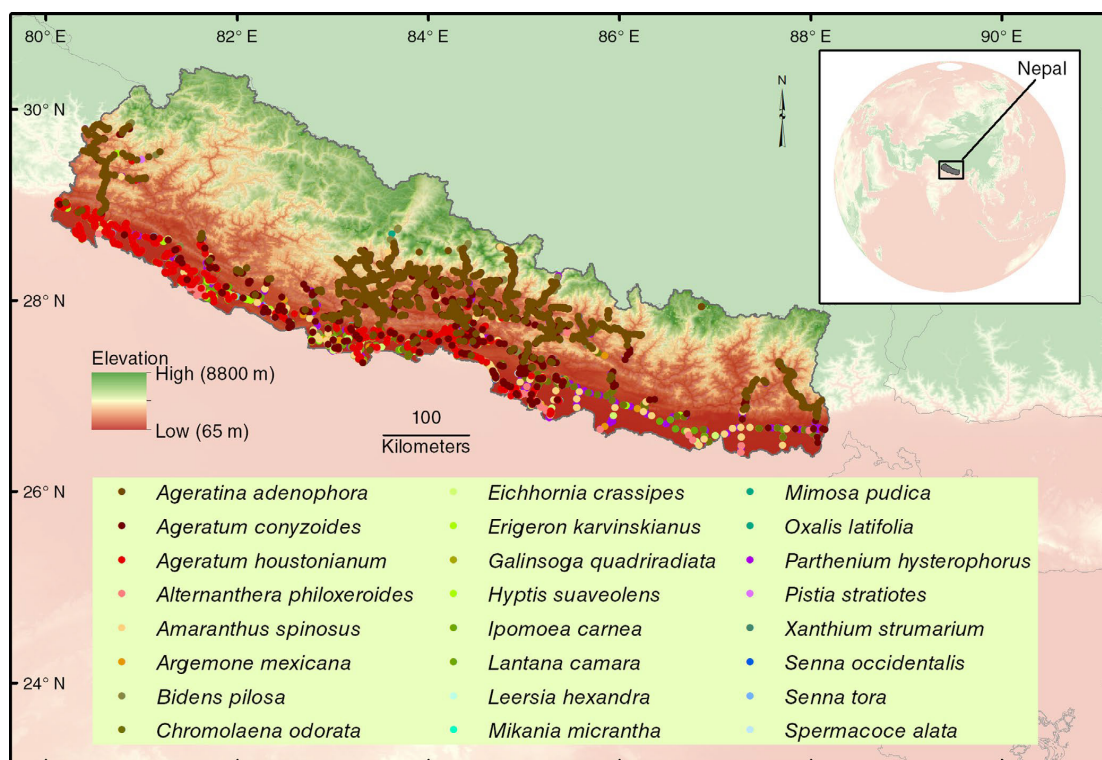 80° E 82° E 84° E 86° E 88° E 90° E
N
Nepal
30° N
28° N
Elevation
High (8800 m)
Low (65 m)
100
Kilometers
26° N
24° N
Ageratina adenophora
Ageratum conyzoides
Ageratum houstonianum
Alternanthera philoxeroides
Amaranthus spinosus
Argemone mexicana
Bidens pilosa
Chromolaena odorata
Eichhornia crassipes
Erigeron karvinskianus
Galinsoga quadriradiata
Hyptis suaveolens
Ipomoea carnea
Lantana camara
Leersia hexandra
Mikania micrantha
Mimosa pudica
Oxalis latifolia
Parthenium hysterophorus
Pistia stratiotes
Xanthium strumarium
Senna occidentalis
Senna tora
Spermacoce alata